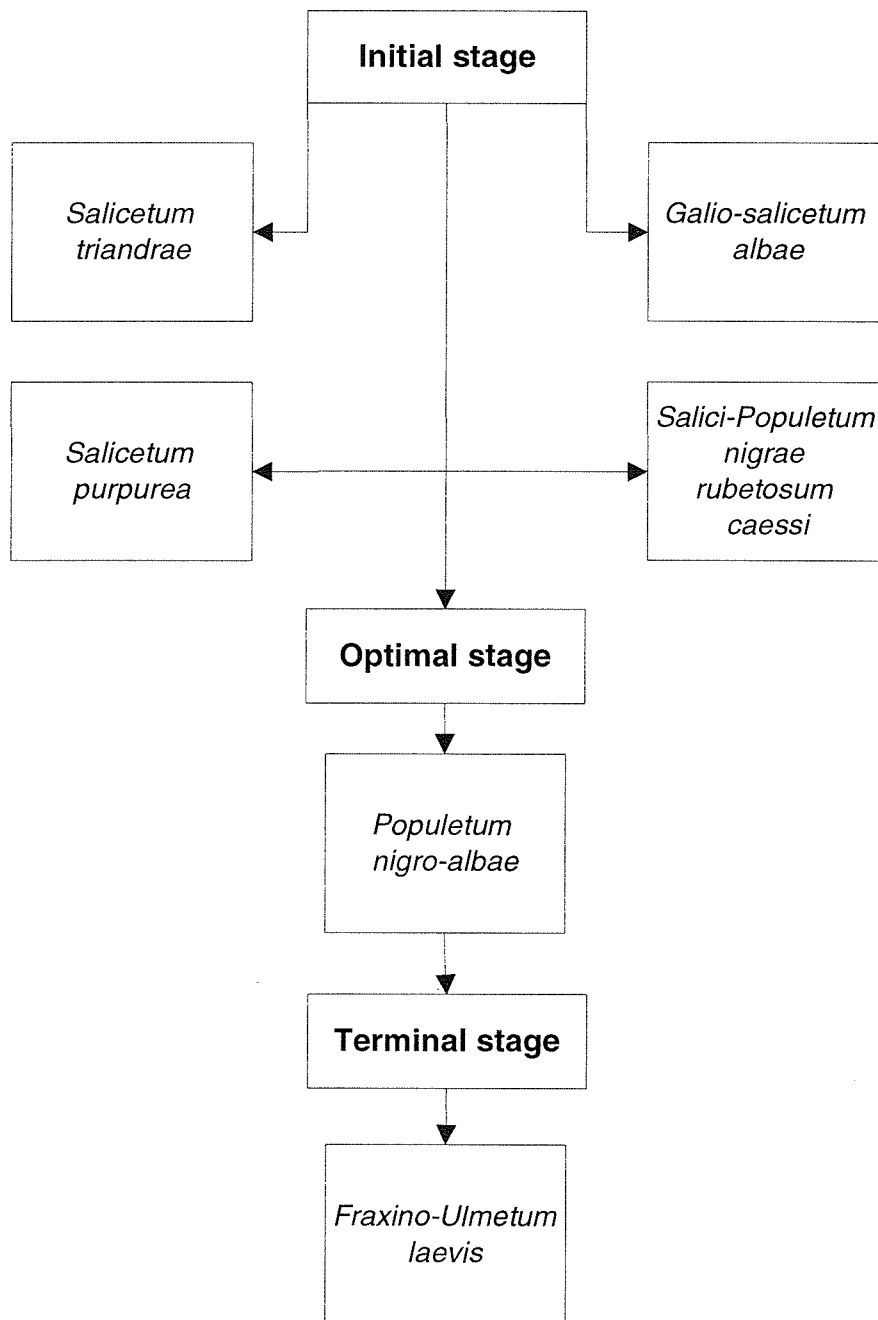 Initial stage
Salicetum
triandrae
Galio-salicetum
albae
Salicetum
purpurea
Salici-Populetum
nigrae
rubetosum
caessi
Optimal stage
Populetum
nigro-albae
Terminal stage
Fraxino-Ulmetum
laevis